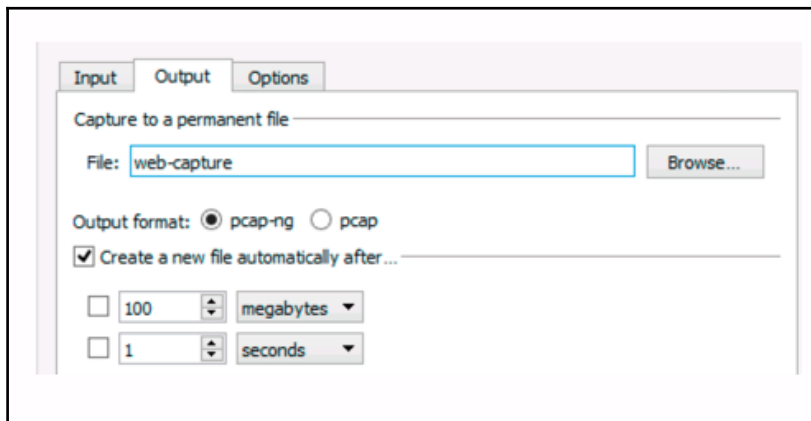 Input Output Options
Capture to a permanent file
File: web-capture Browse...
Output format: pcap-ng pcap
Create a new file automatically after...
100 megabytes
1 seconds